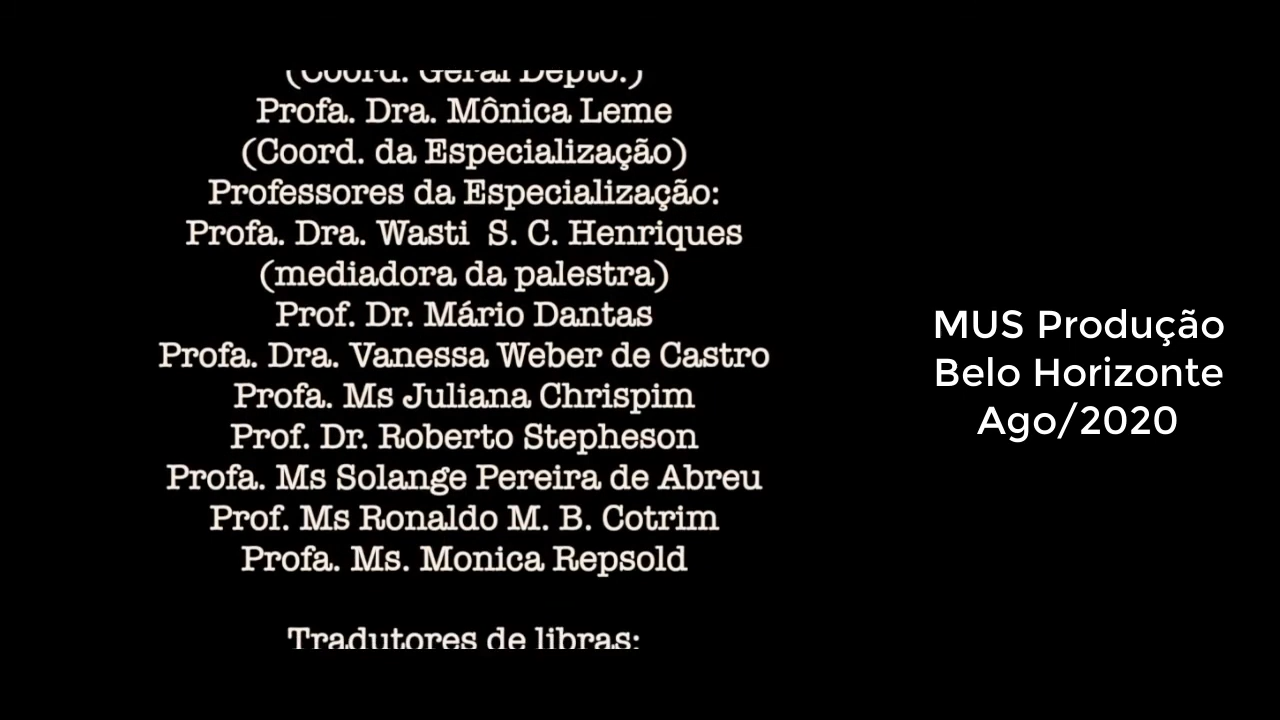 (Coord. Geral Depto.)
Profa. Dra. Mônica Leme
(Coord. da Especialização)
Professores da Especialização:
Profa. Dra. Wasti  S. C. Henriques
(mediadora da palestra)
Prof. Dr. Mário Dantas
Profa. Dra. Vanessa Weber de Castro
Profa. Ms Juliana Chrispim
Prof. Dr. Roberto Stepheson
Profa. Ms Solange Pereira de Abreu
Prof. Ms Ronaldo M. B. Cotrim
Profa. Ms. Monica Repsold
Tradutores de libras:
MUS Produção
Belo Horizonte
Ago/2020